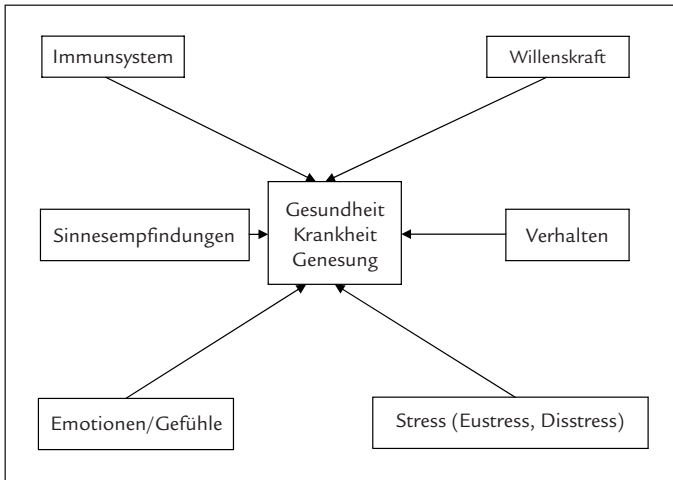 Immunsystem
Willenskraft
Gesundheit
Krankheit
Genesung
Sinnesempfindungen
Verhalten
Emotionen/Gefühle
Stress (Eustress, Disstress)